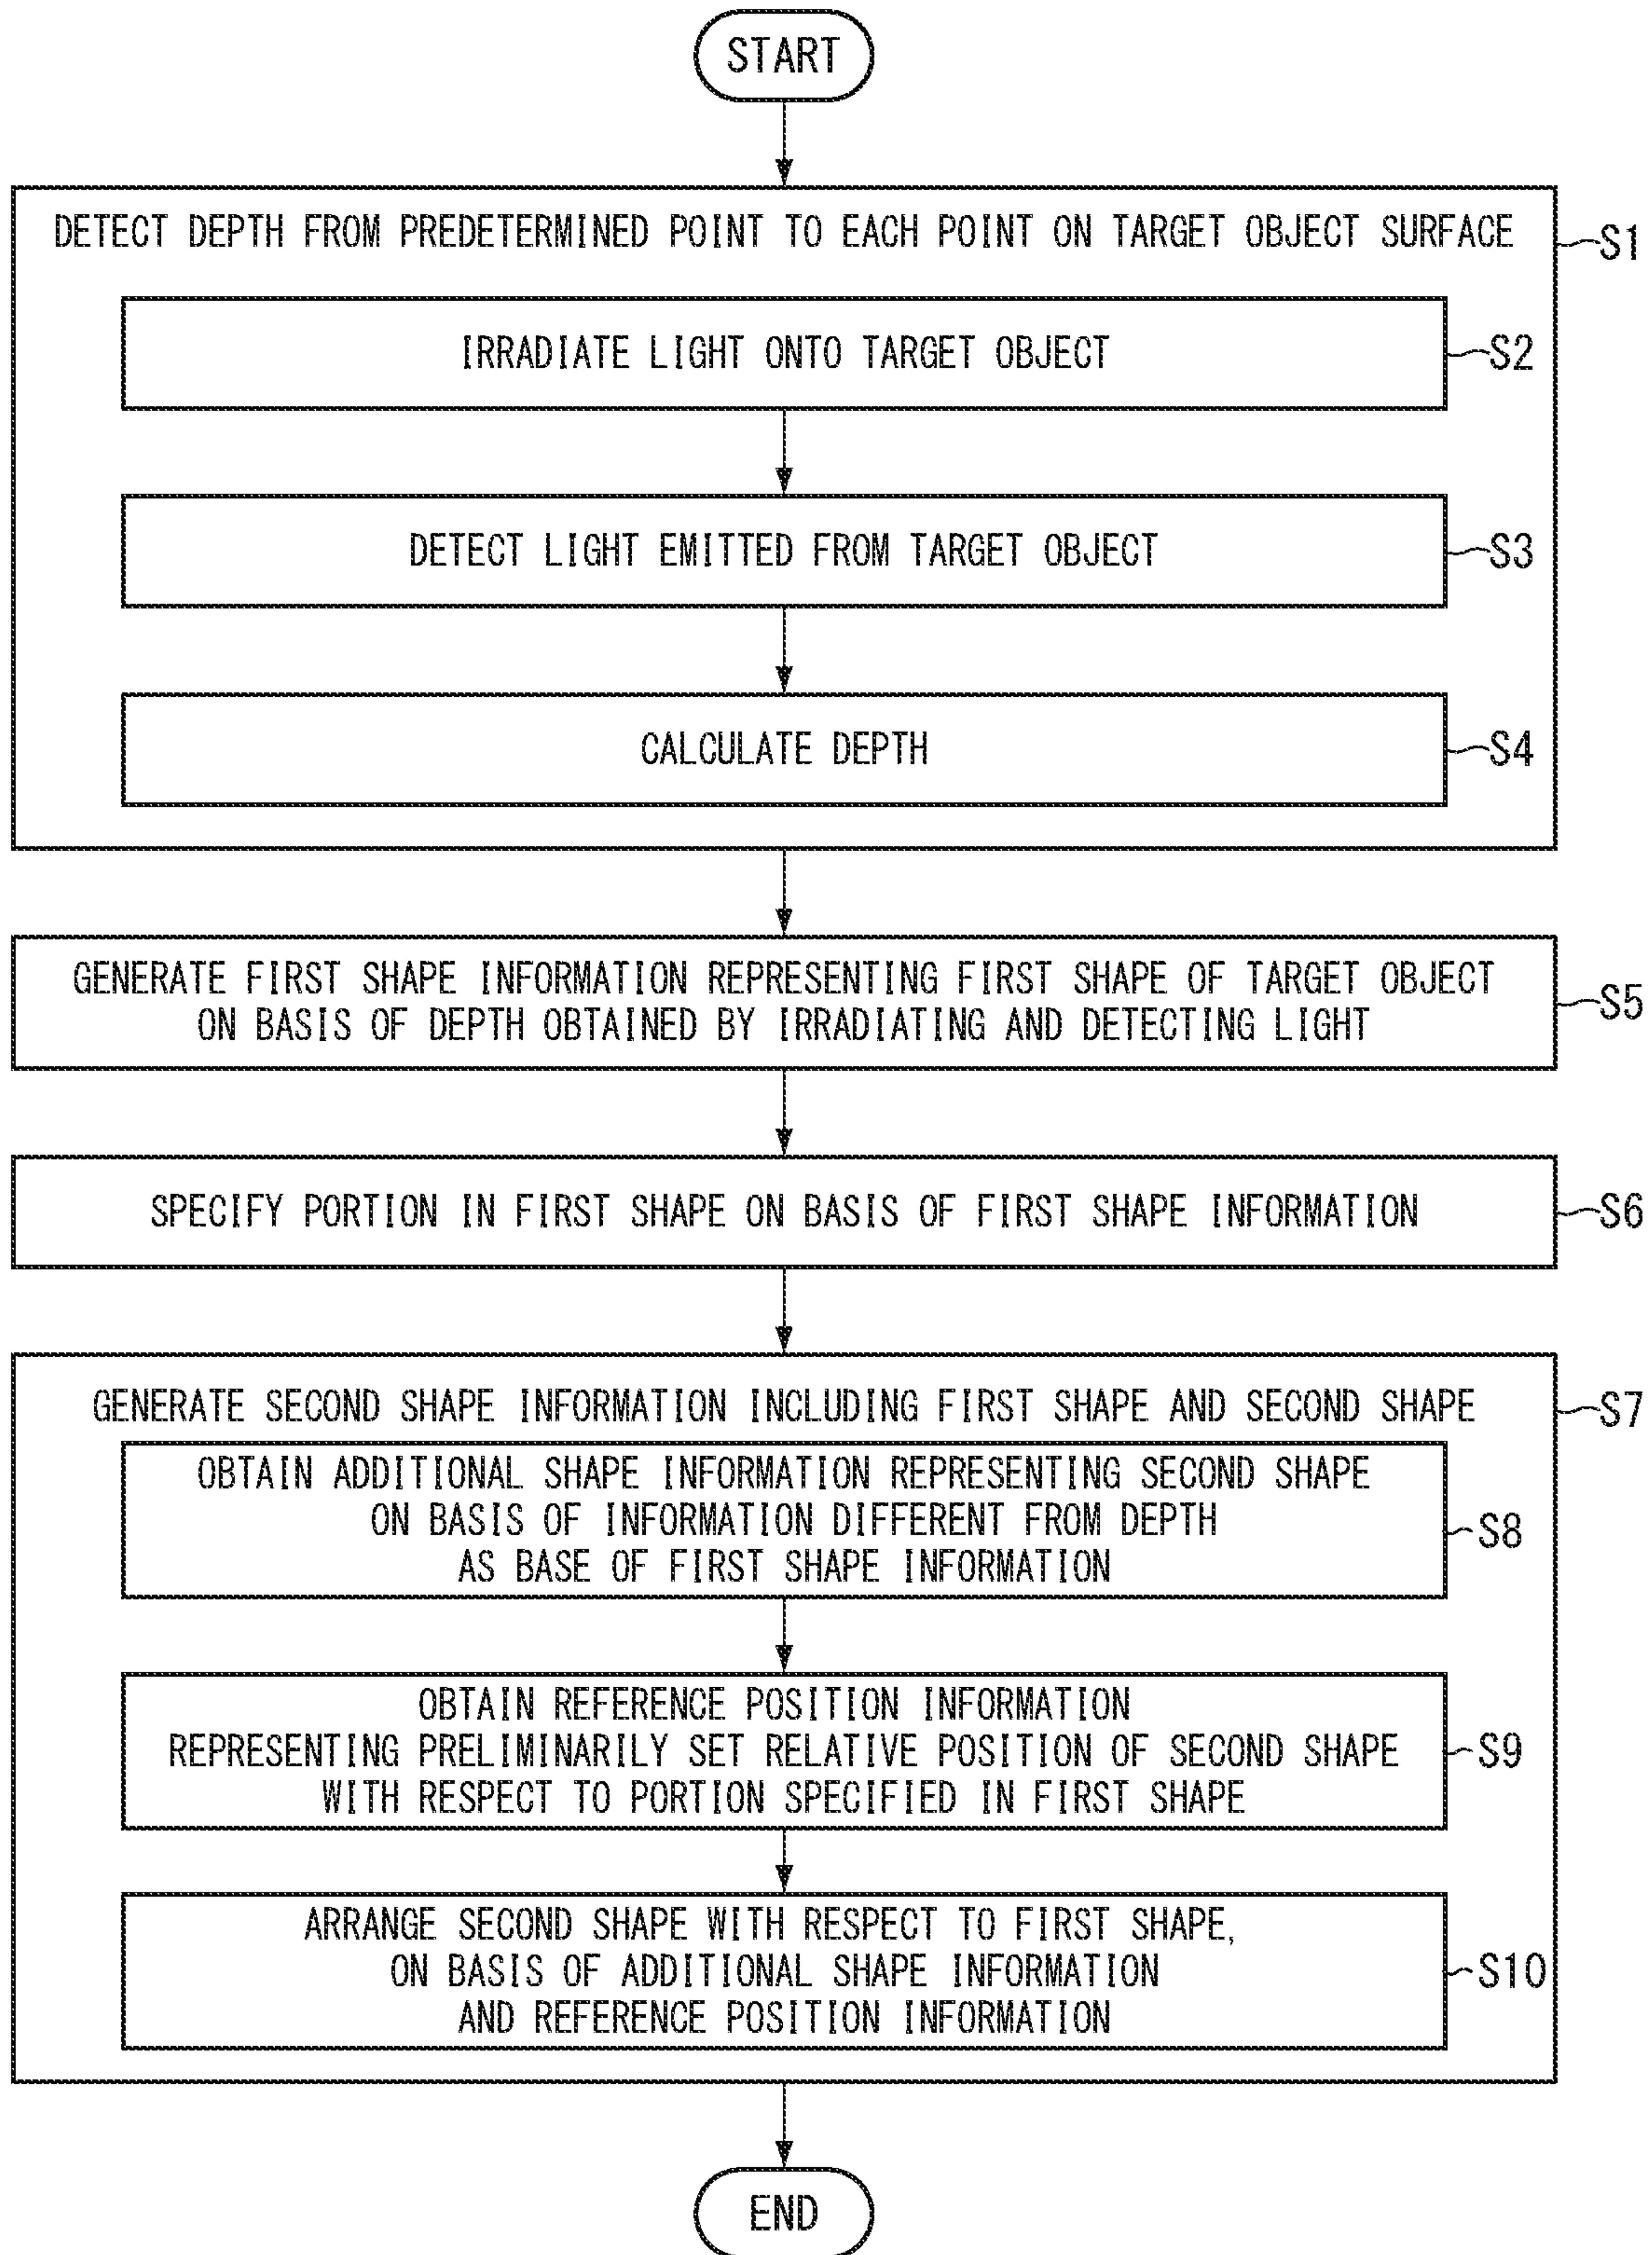 START
DETECT DEPTH FROM PREDETERMINED POINT TO EACH POINT ON TARGET OBJECT SURFACE
S1
IRRADIATE LIGHT ONTO TARGET OBJECT
S2
DETECT LIGHT EMITTED FROM TARGET OBJECT
S3
CALCULATE DEPTH
S4
GENERATE FIRST SHAPE INFORMATION REPRESENTING FIRST SHAPE OF TARGET OBJECT
ON BASIS OF DEPTH OBTAINED BY IRRADIATING AND DETECTING LIGHT
S5
SPECIFY PORTION IN FIRST SHAPE ON BASIS OF FIRST SHAPE INFORMATION
S6
GENERATE SECOND SHAPE INFORMATION INCLUDING FIRST SHAPE AND SECOND SHAPE
S7
OBTAIN ADDITIONAL SHAPE INFORMATION REPRESENTING SECOND SHAPE
ON BASIS OF INFORMATION DIFFERENT FROM DEPTH
AS BASE OF FIRST SHAPE INFORMATION
S8
OBTAIN REFERENCE POSITION INFORMATION
REPRESENTING PRELIMINARILY SET RELATIVE POSITION OF SECOND SHAPE
WITH RESPECT TO PORTION SPECIFIED IN FIRST SHAPE
S9
ARRANGE SECOND SHAPE WITH RESPECT TO FIRST SHAPE,
ON BASIS OF ADDITIONAL SHAPE INFORMATION
AND REFERENCE POSITION INFORMATION
S10
END